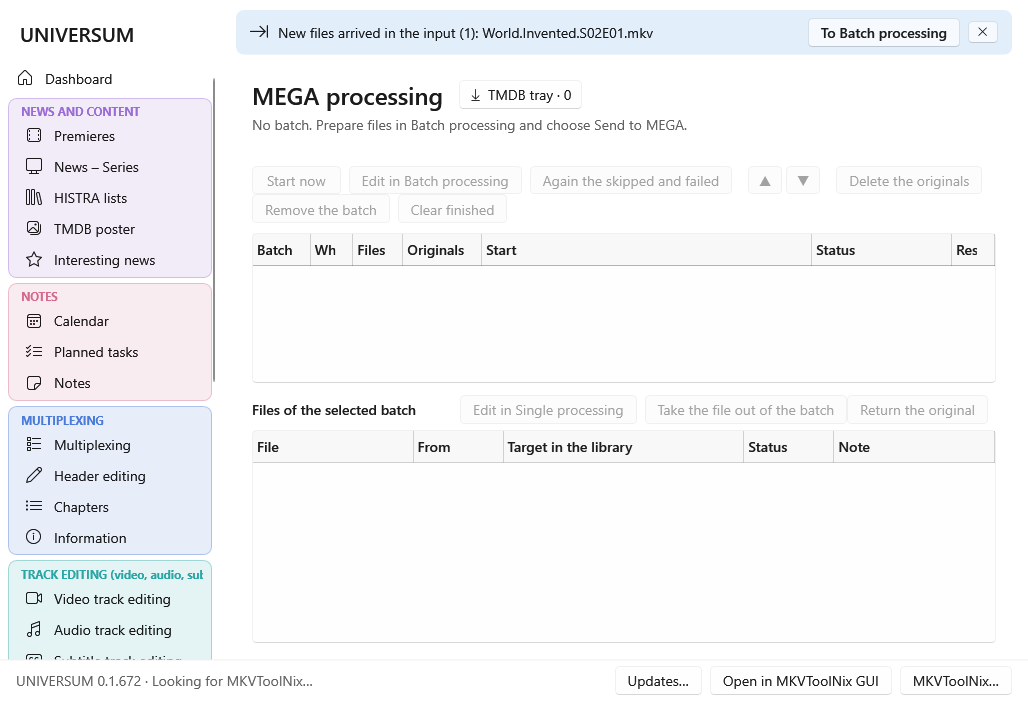 UNIVERSUM
New files arrived in the input (1): World.Invented.S02E01.mkv
To Batch processing
Dashboard
NEWS AND CONTENT
Premieres
News – Series
HISTRA lists
TMDB poster
Interesting news
NOTES
Calendar
Planned tasks
Notes
MULTIPLEXING
Multiplexing
Header editing
Chapters
Information
TRACK EDITING (video, audio, sub
Video track editing
Audio track editing
Subtitle track editing
MEGA processing
TMDB tray · 0
No batch. Prepare files in Batch processing and choose Send to MEGA.
Start now
Edit in Batch processing
Again the skipped and failed
▲
▼
Delete the originals
Remove the batch
Clear finished
Batch Wh Files Originals Start Status Res
Files of the selected batch
Edit in Single processing
Take the file out of the batch
Return the original
File From Target in the library Status Note
UNIVERSUM 0.1.672 · Looking for MKVToolNix...
Updates...
Open in MKVToolNix GUI
MKVToolNix...